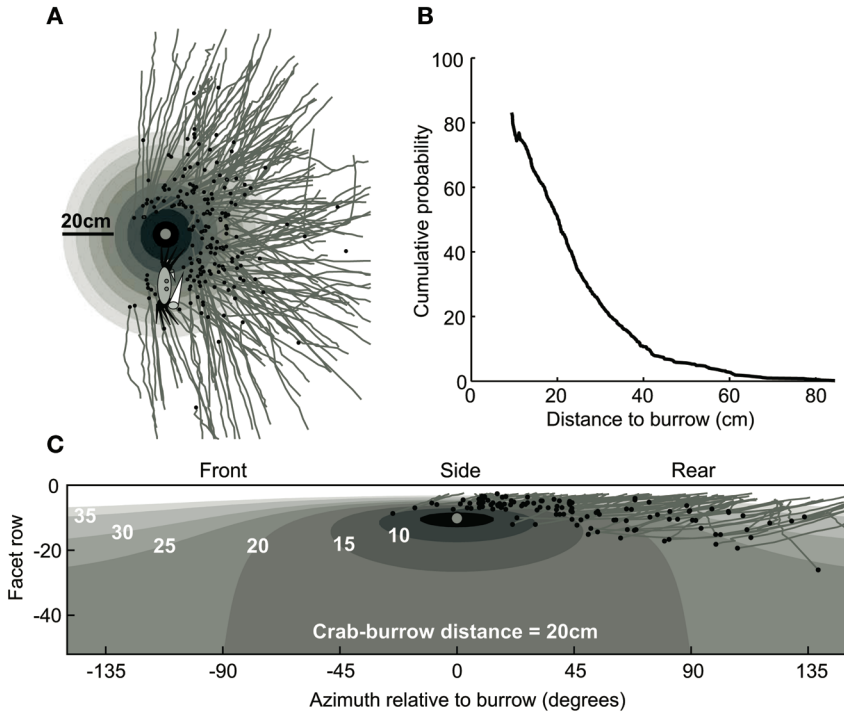 A
20cm
B
100
80
60
40
20
0
Cumulative probability
0 20 40 60 80
Distance to burrow (cm)
C
Front Side Rear
0
-20
-40
Facet row
35
30
25
20
15
10
Crab-burrow distance = 20cm
-135 -90 -45 0 45 90 135
Azimuth relative to burrow (degrees)